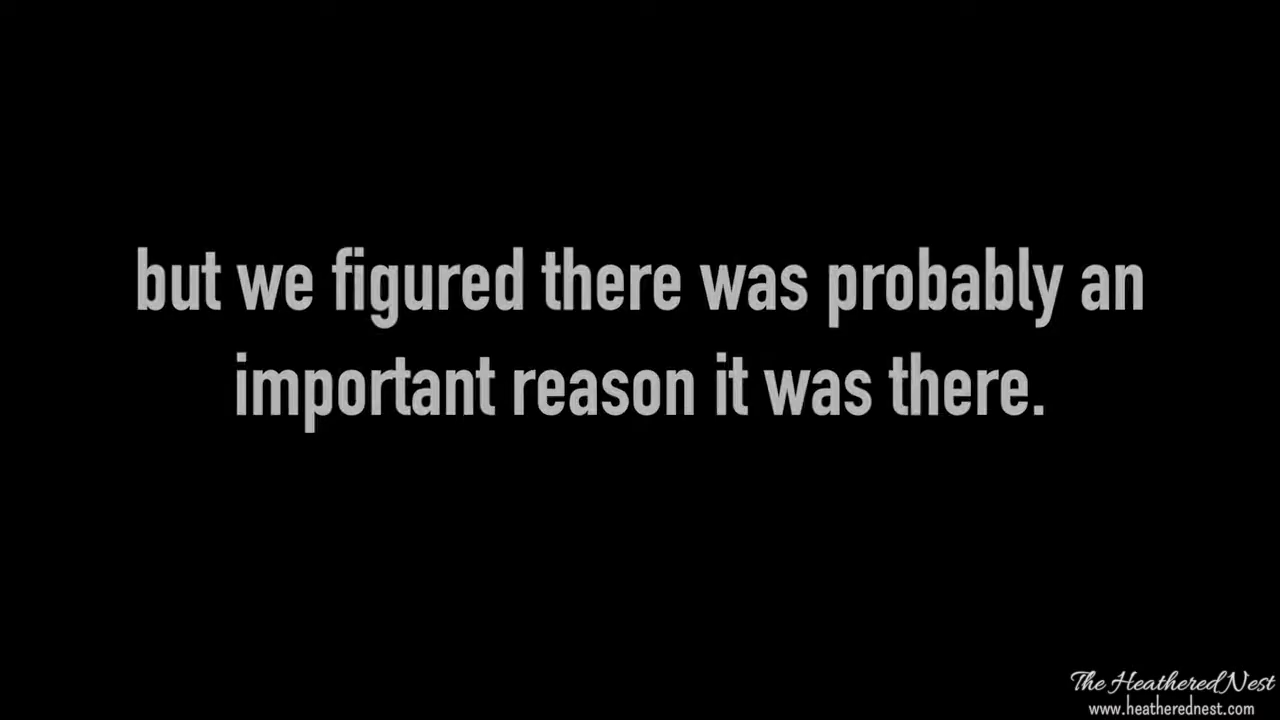 but we figured there was probably an
important reason it was there.
The Heathered Nest
www.heatherednest.com